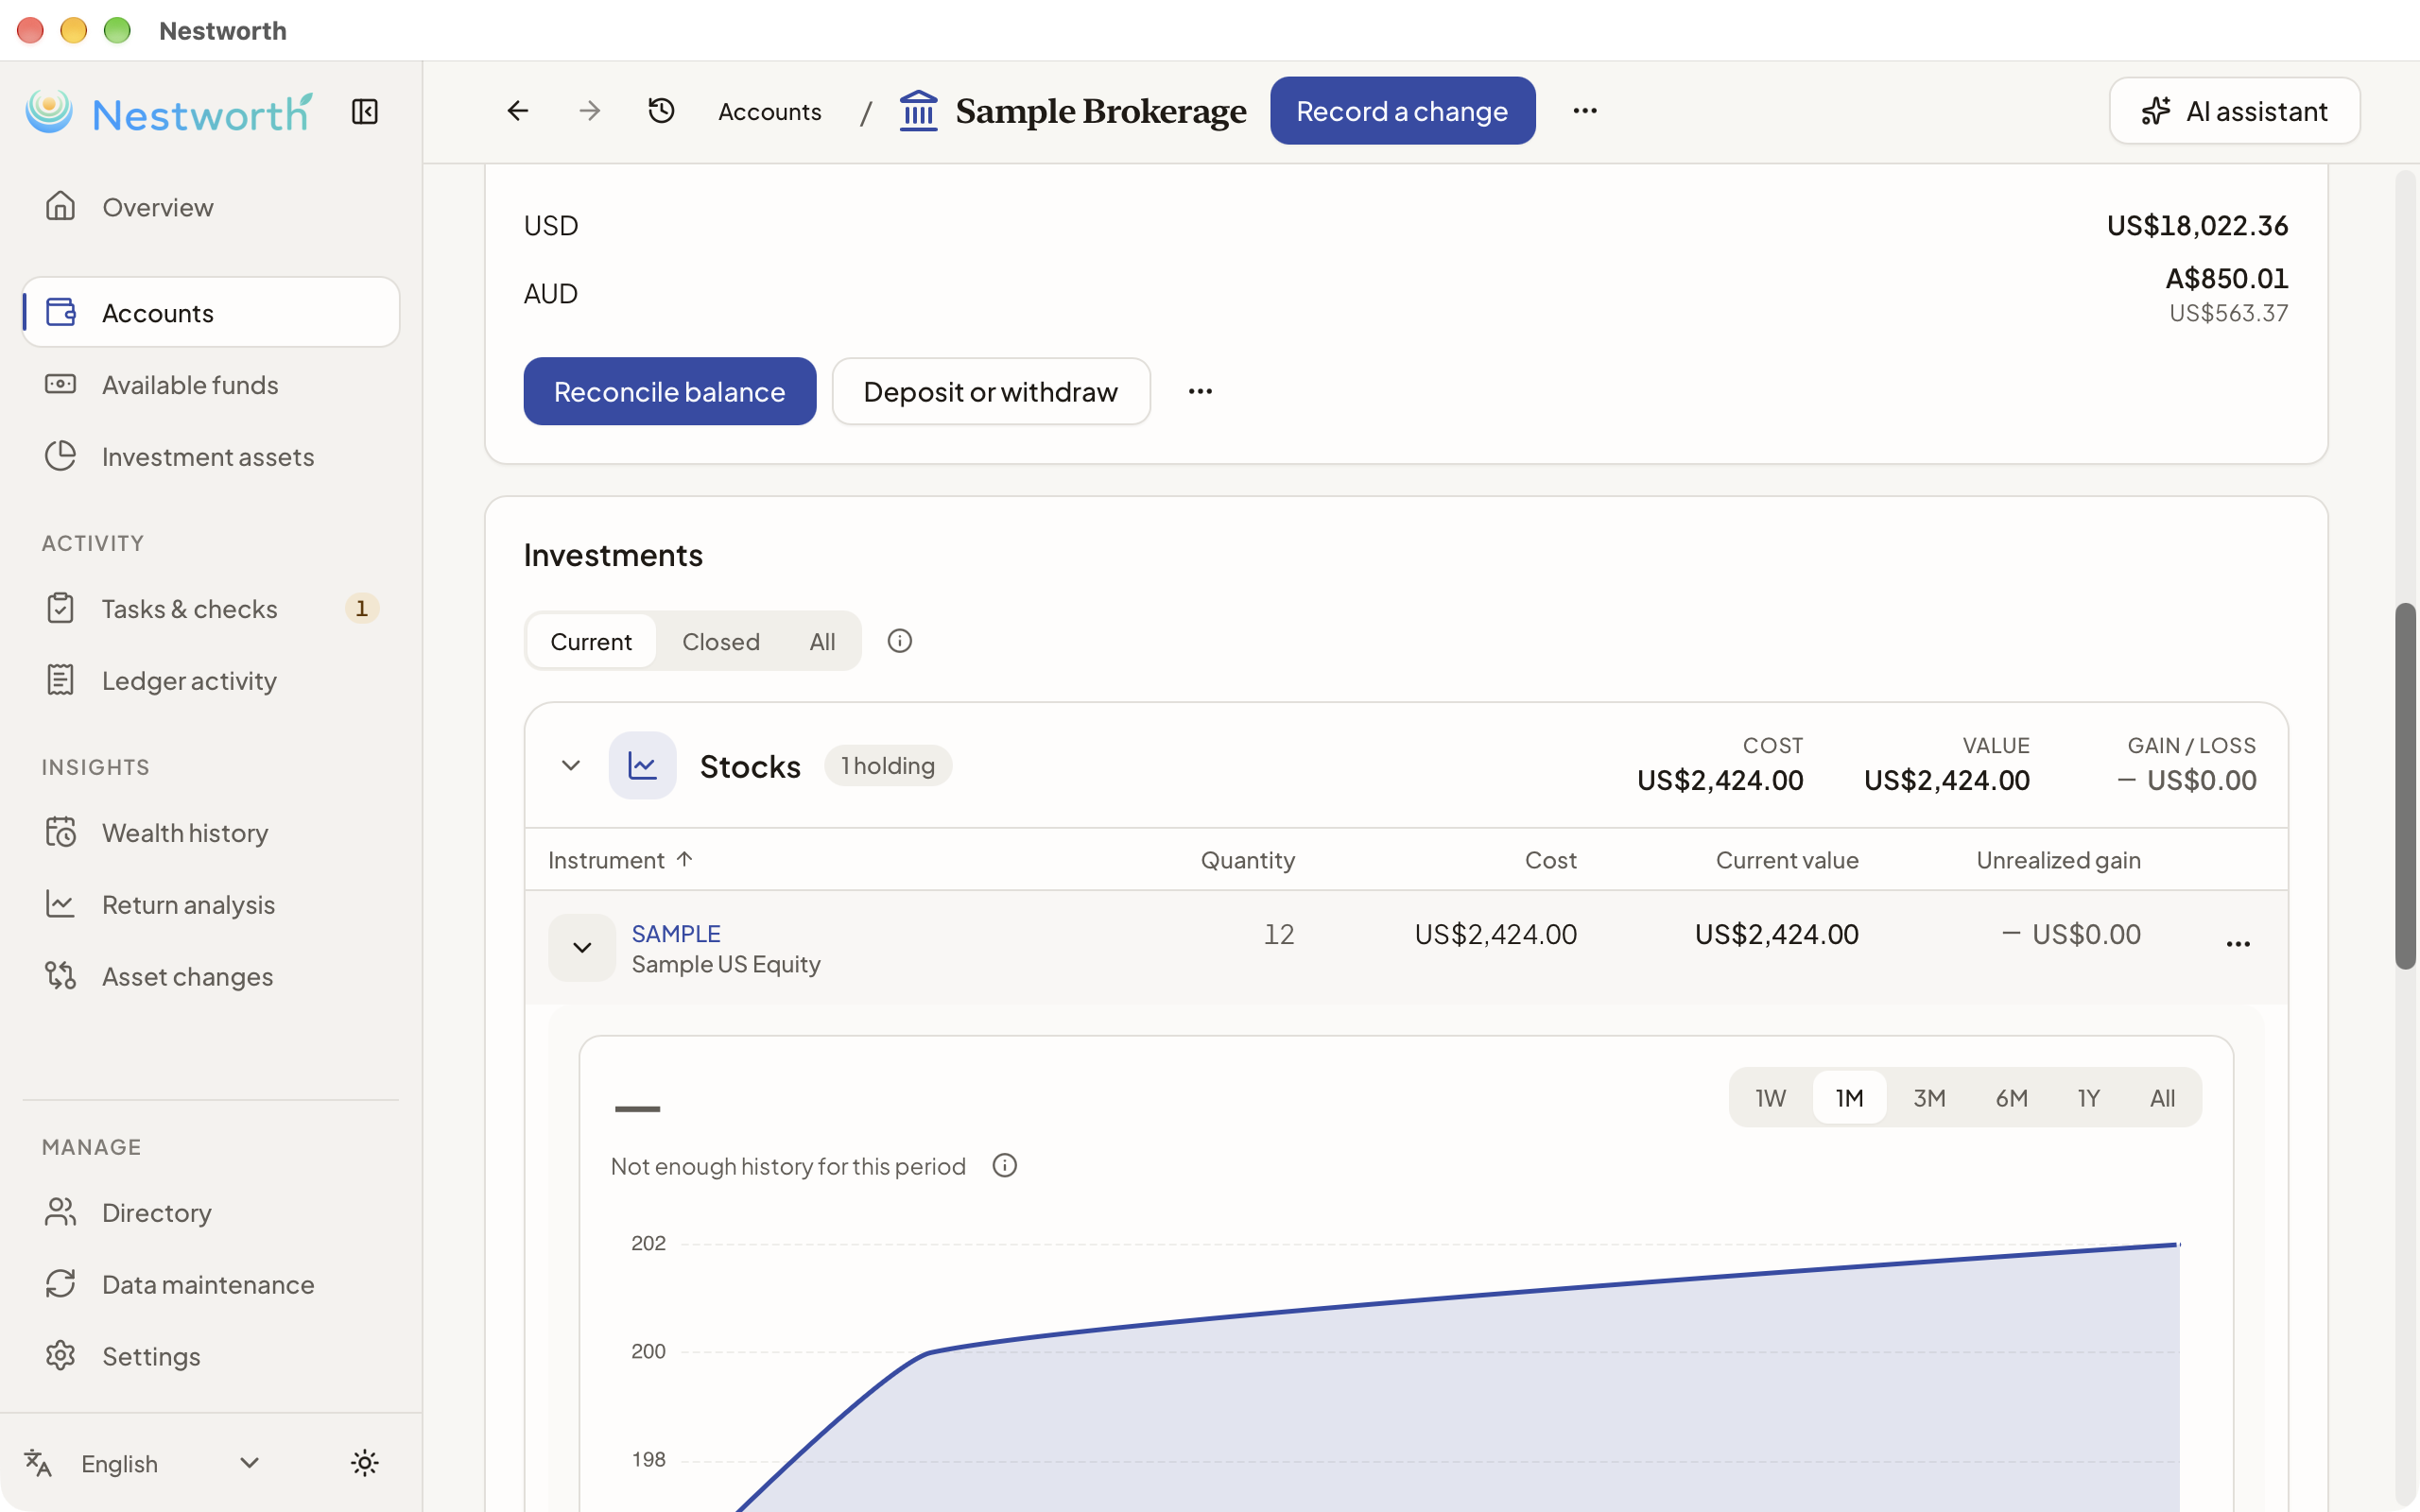 Nestworth
Nestworth
Overview
Accounts
Available funds
Investment assets
ACTIVITY
Tasks & checks 1
Ledger activity
INSIGHTS
Wealth history
Return analysis
Asset changes
MANAGE
Directory
Data maintenance
Settings
English
Accounts / Sample Brokerage Record a change AI assistant
USD US$18,022.36
AUD A$850.01
US$563.37
Reconcile balance Deposit or withdraw
Investments
Current Closed All
Stocks 1 holding
COST VALUE GAIN / LOSS
US$2,424.00 US$2,424.00 — US$0.00
Instrument Quantity Cost Current value Unrealized gain
SAMPLE 12 US$2,424.00 US$2,424.00 — US$0.00
Sample US Equity
—
1W 1M 3M 6M 1Y All
Not enough history for this period
202
200
198